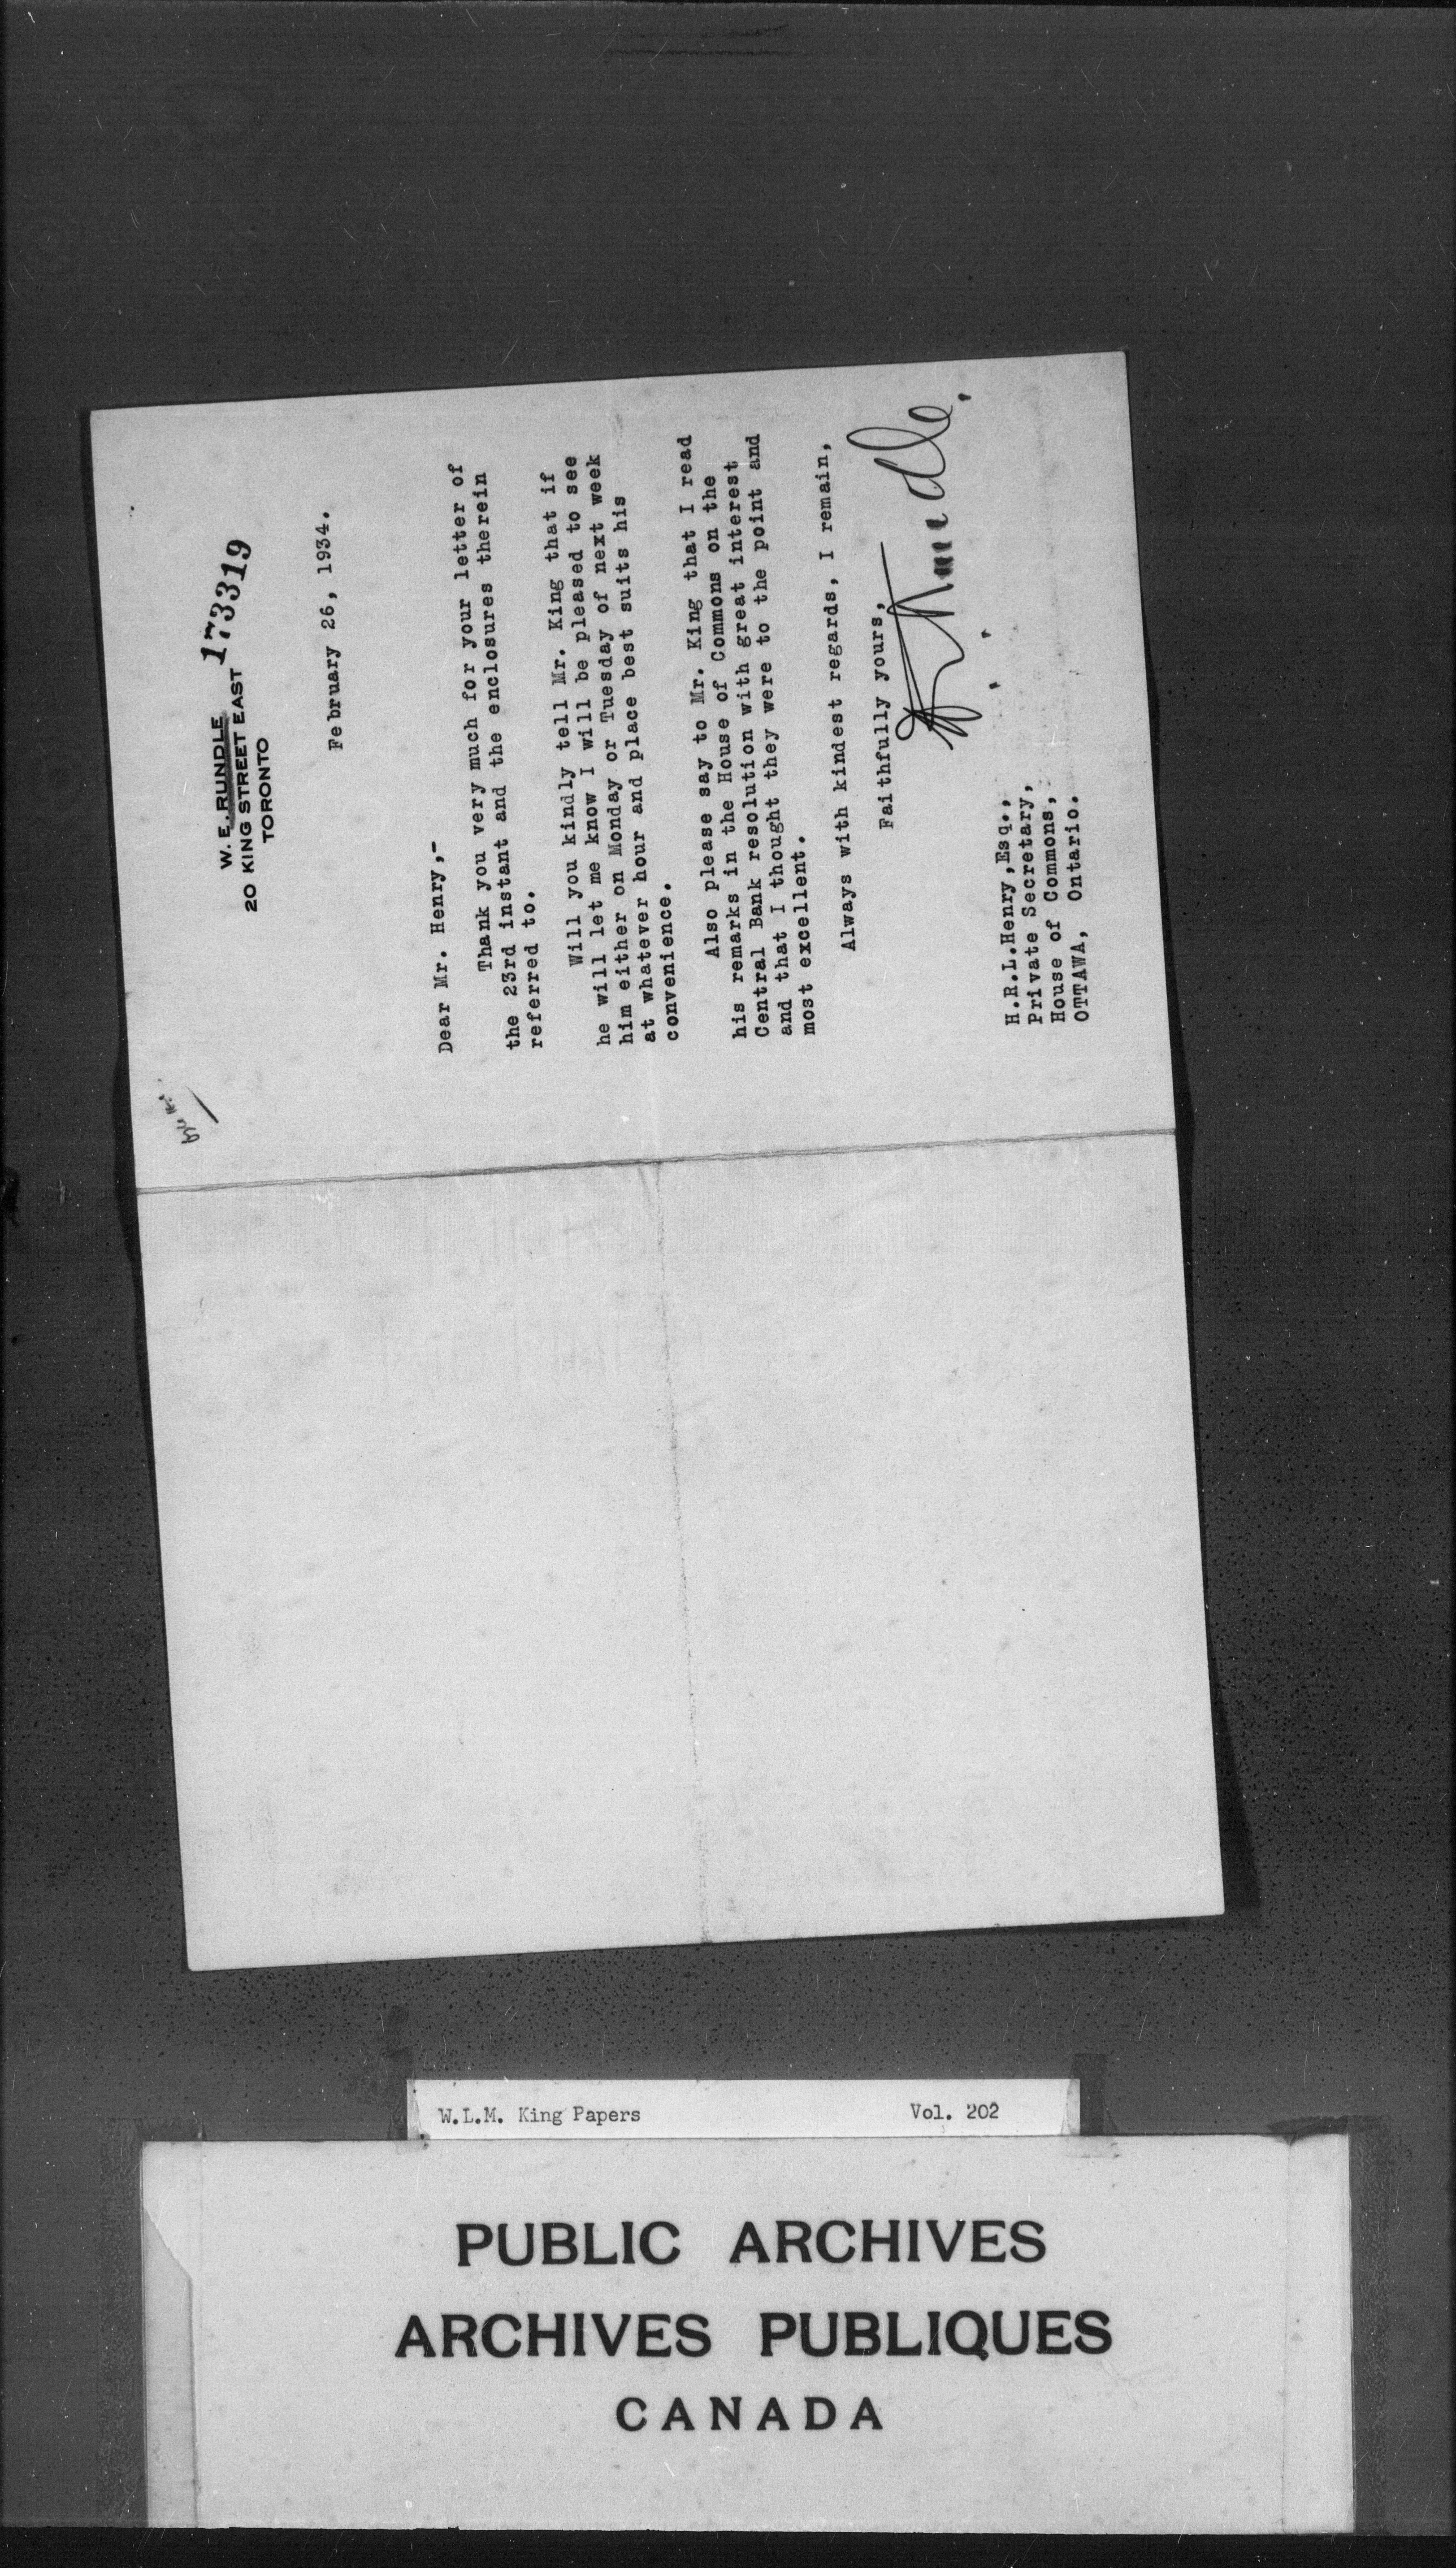 W. E. RUNDLE
20 KING STREET EAST 173319
TORONTO
February 26, 1934.
Dear Mr. Henry,-
Thank you very much for your letter of
the 23rd instant and the enclosures therein
referred to.
Will you kindly tell Mr. King that if
he will let me know I will be pleased to see
him either on Monday or Tuesday of next week
at whatever hour and place best suits his
convenience.
Also please say to Mr. King that I read
his remarks in the House of Commons on the
Central Bank resolution with great interest
and that I thought they were to the point and
most excellent.
Always with kindest regards, I remain,
Faithfully yours,
Rundle.
H.R.L.Henry,Esq.,
Private Secretary,
House of Commons,
OTTAWA, Ontario.
W.L.M. King Papers Vol. 202
PUBLIC ARCHIVES
ARCHIVES PUBLIQUES
CANADA